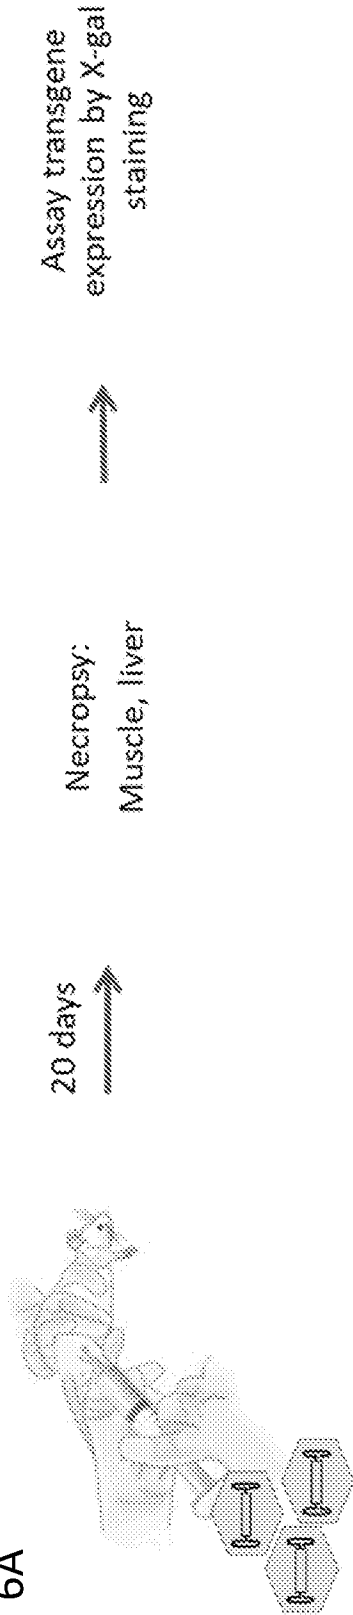 6A
20 days
Necropsy:
Muscle, liver
Assay transgene
expression by X-gal
staining